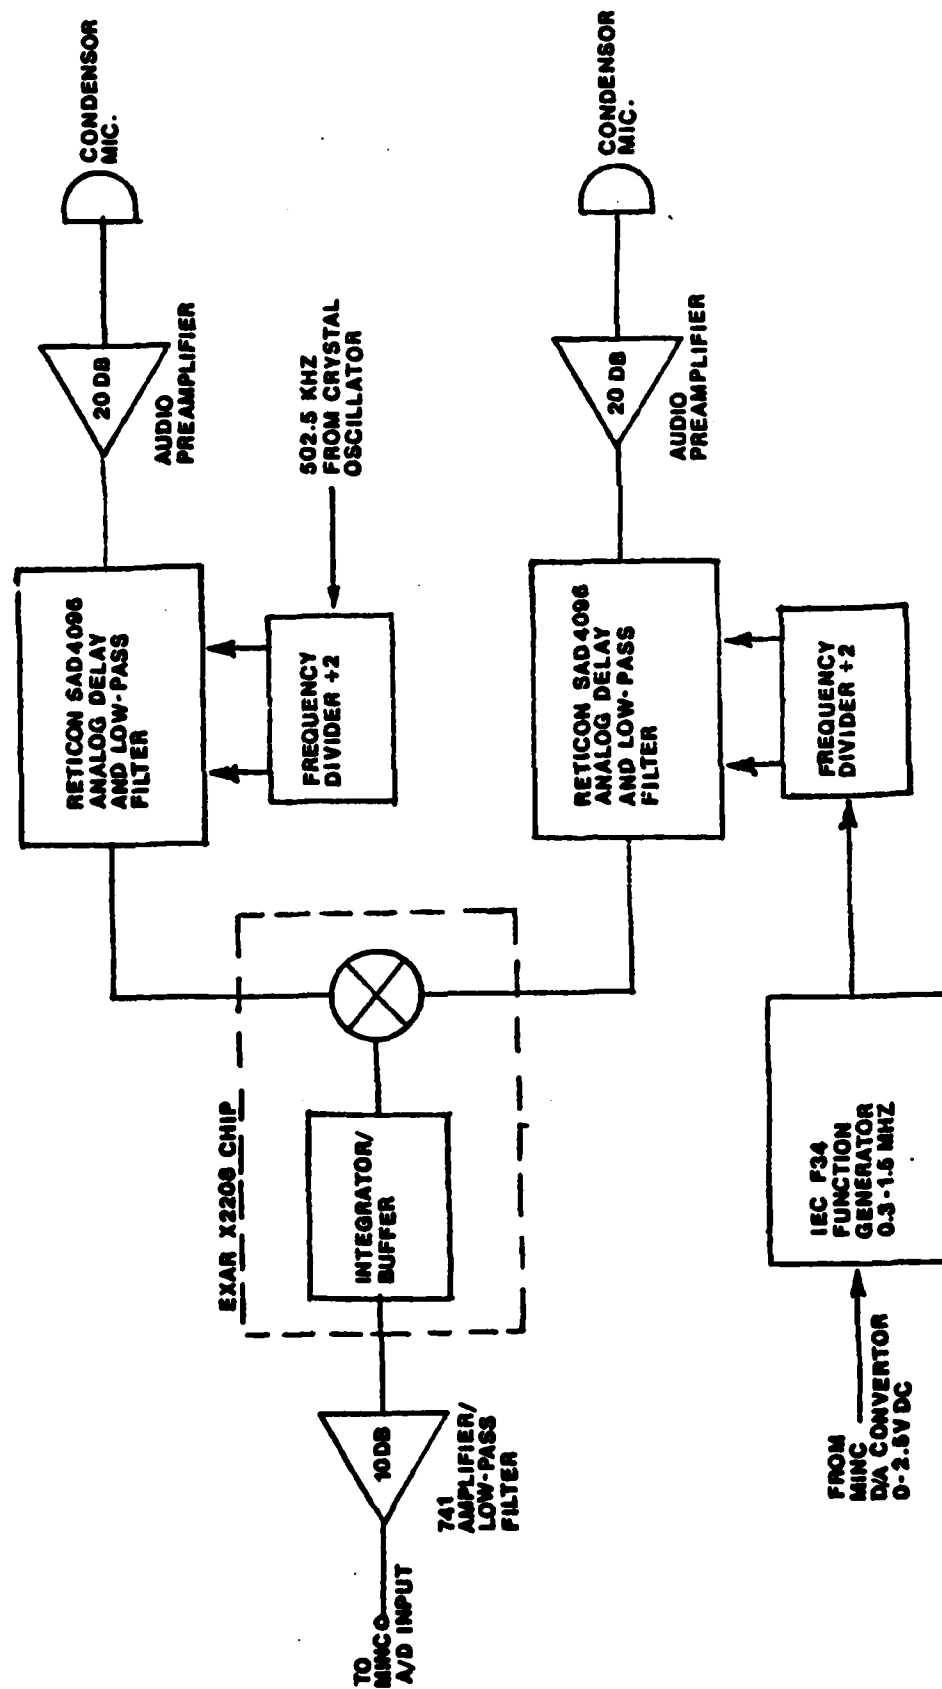 CONDENSOR
MIC.
20 DB
AUDIO
PREAMPLIFIER
RETICON SAD4096
ANALOG DELAY
AND LOW-PASS
FILTER
502.5 KHZ
FROM CRYSTAL
OSCILLATOR
FREQUENCY
DIVIDER ÷2
CONDENSOR
MIC.
20 DB
AUDIO
PREAMPLIFIER
RETICON SAD4096
ANALOG DELAY
AND LOW-PASS
FILTER
FREQUENCY
DIVIDER ÷2
EXAR X2208 CHIP
INTEGRATOR/
BUFFER
10DB
741
AMPLIFIER/
LOW-PASS
FILTER
TO
MINC
A/D INPUT
IEC F34
FUNCTION
GENERATOR
0.3-1.5 MHZ
FROM
MINC
D/A CONVERTOR
0-2.5V DC